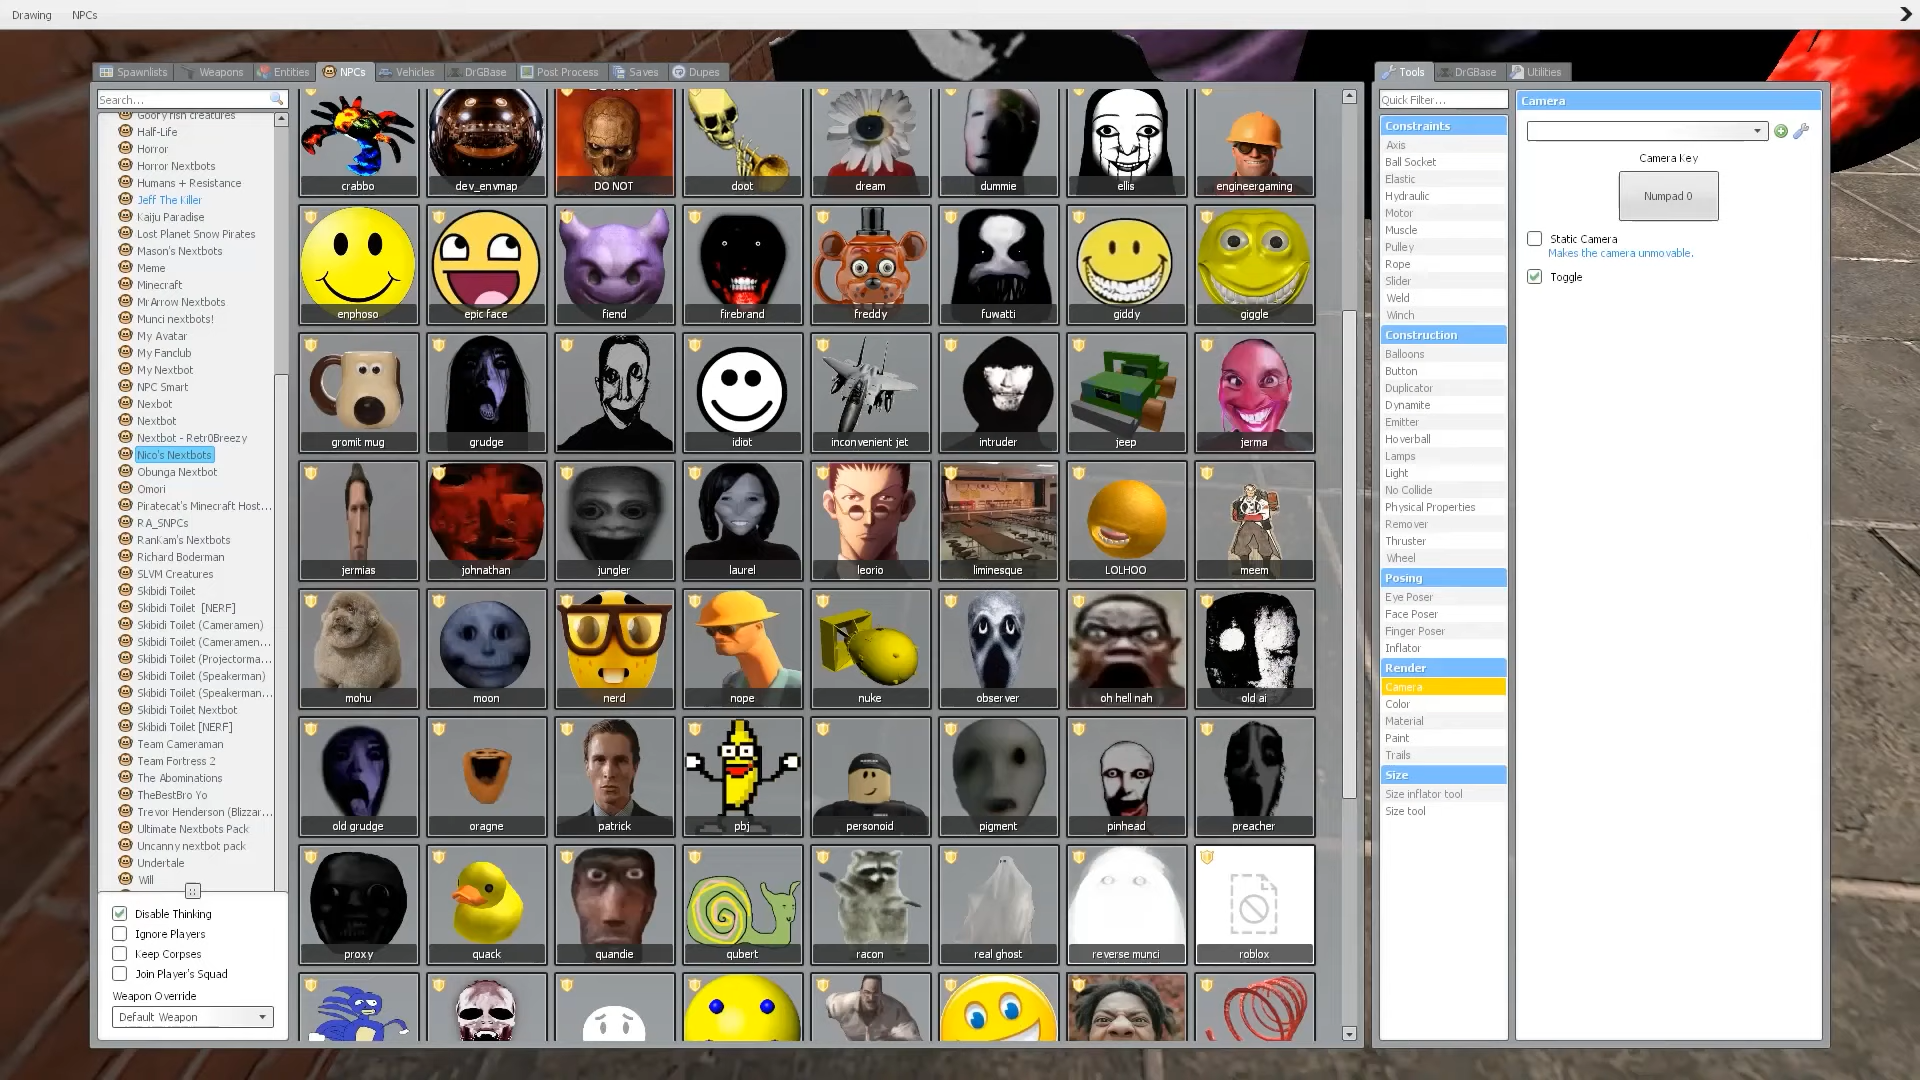 Drawing NPCs
Spawnlists Weapons Entities NPCs Vehicles DrGBase Post Process Saves Dupes
Search...
Goofy fish creatures
Half-Life
Horror
Horror Nextbots
Humans + Resistance
Jeff The Killer
Kaiju Paradise
Lost Planet Snow Pirates
Mason's Nextbots
Meme
Minecraft
MrArrow Nextbots
Munci nextbots!
My Avatar
My Fanclub
My Nextbot
NPC Smart
Nexbot
Nextbot
Nextbot - Retr0Breezy
Nico's Nextbots
Obunga Nextbot
Omori
Piratecat's Minecraft Host...
RA_SNPCs
RanKam's Nextbots
Richard Boderman
SLVM Creatures
Skibidi Toilet
Skibidi Toilet [NERF]
Skibidi Toilet (Cameramen)
Skibidi Toilet (Cameramen...
Skibidi Toilet (Projectorma...
Skibidi Toilet (Speakerman)
Skibidi Toilet (Speakerman...
Skibidi Toilet Nextbot
Skibidi Toilet [NERF]
Team Cameraman
Team Fortress 2
The Abominations
TheBestBro Yo
Trevor Henderson (Blizzar...
Ultimate Nextbots Pack
Uncanny nextbot pack
Undertale
Will
Disable Thinking
Ignore Players
Keep Corpses
Join Player's Squad
Weapon Override
Default Weapon
crabbo dev_envmap DO NOT doot dream dummie ellis engineergaming
enphoso epic face fiend firebrand freddy fuwatti giddy giggle
gromit mug grudge idiot inconvenient jet intruder jeep jerma
jermias johnathan jungler laurel leorio liminesque LOLHOO meem
mohu moon nerd nope nuke observer oh hell nah old ai
old grudge oragne patrick pbj personoid pigment pinhead preacher
proxy quack quandie qubert racon real ghost reverse munci roblox
Tools DrGBase Utilities
Quick Filter...
Constraints
Axis
Ball Socket
Elastic
Hydraulic
Motor
Muscle
Pulley
Rope
Slider
Weld
Winch
Construction
Balloons
Button
Duplicator
Dynamite
Emitter
Hoverball
Lamps
Light
No Collide
Physical Properties
Remover
Thruster
Wheel
Posing
Eye Poser
Face Poser
Finger Poser
Inflator
Render
Camera
Color
Material
Paint
Trails
Size
Size inflator tool
Size tool
Camera
Camera Key
Numpad 0
Static Camera
Makes the camera unmovable.
Toggle